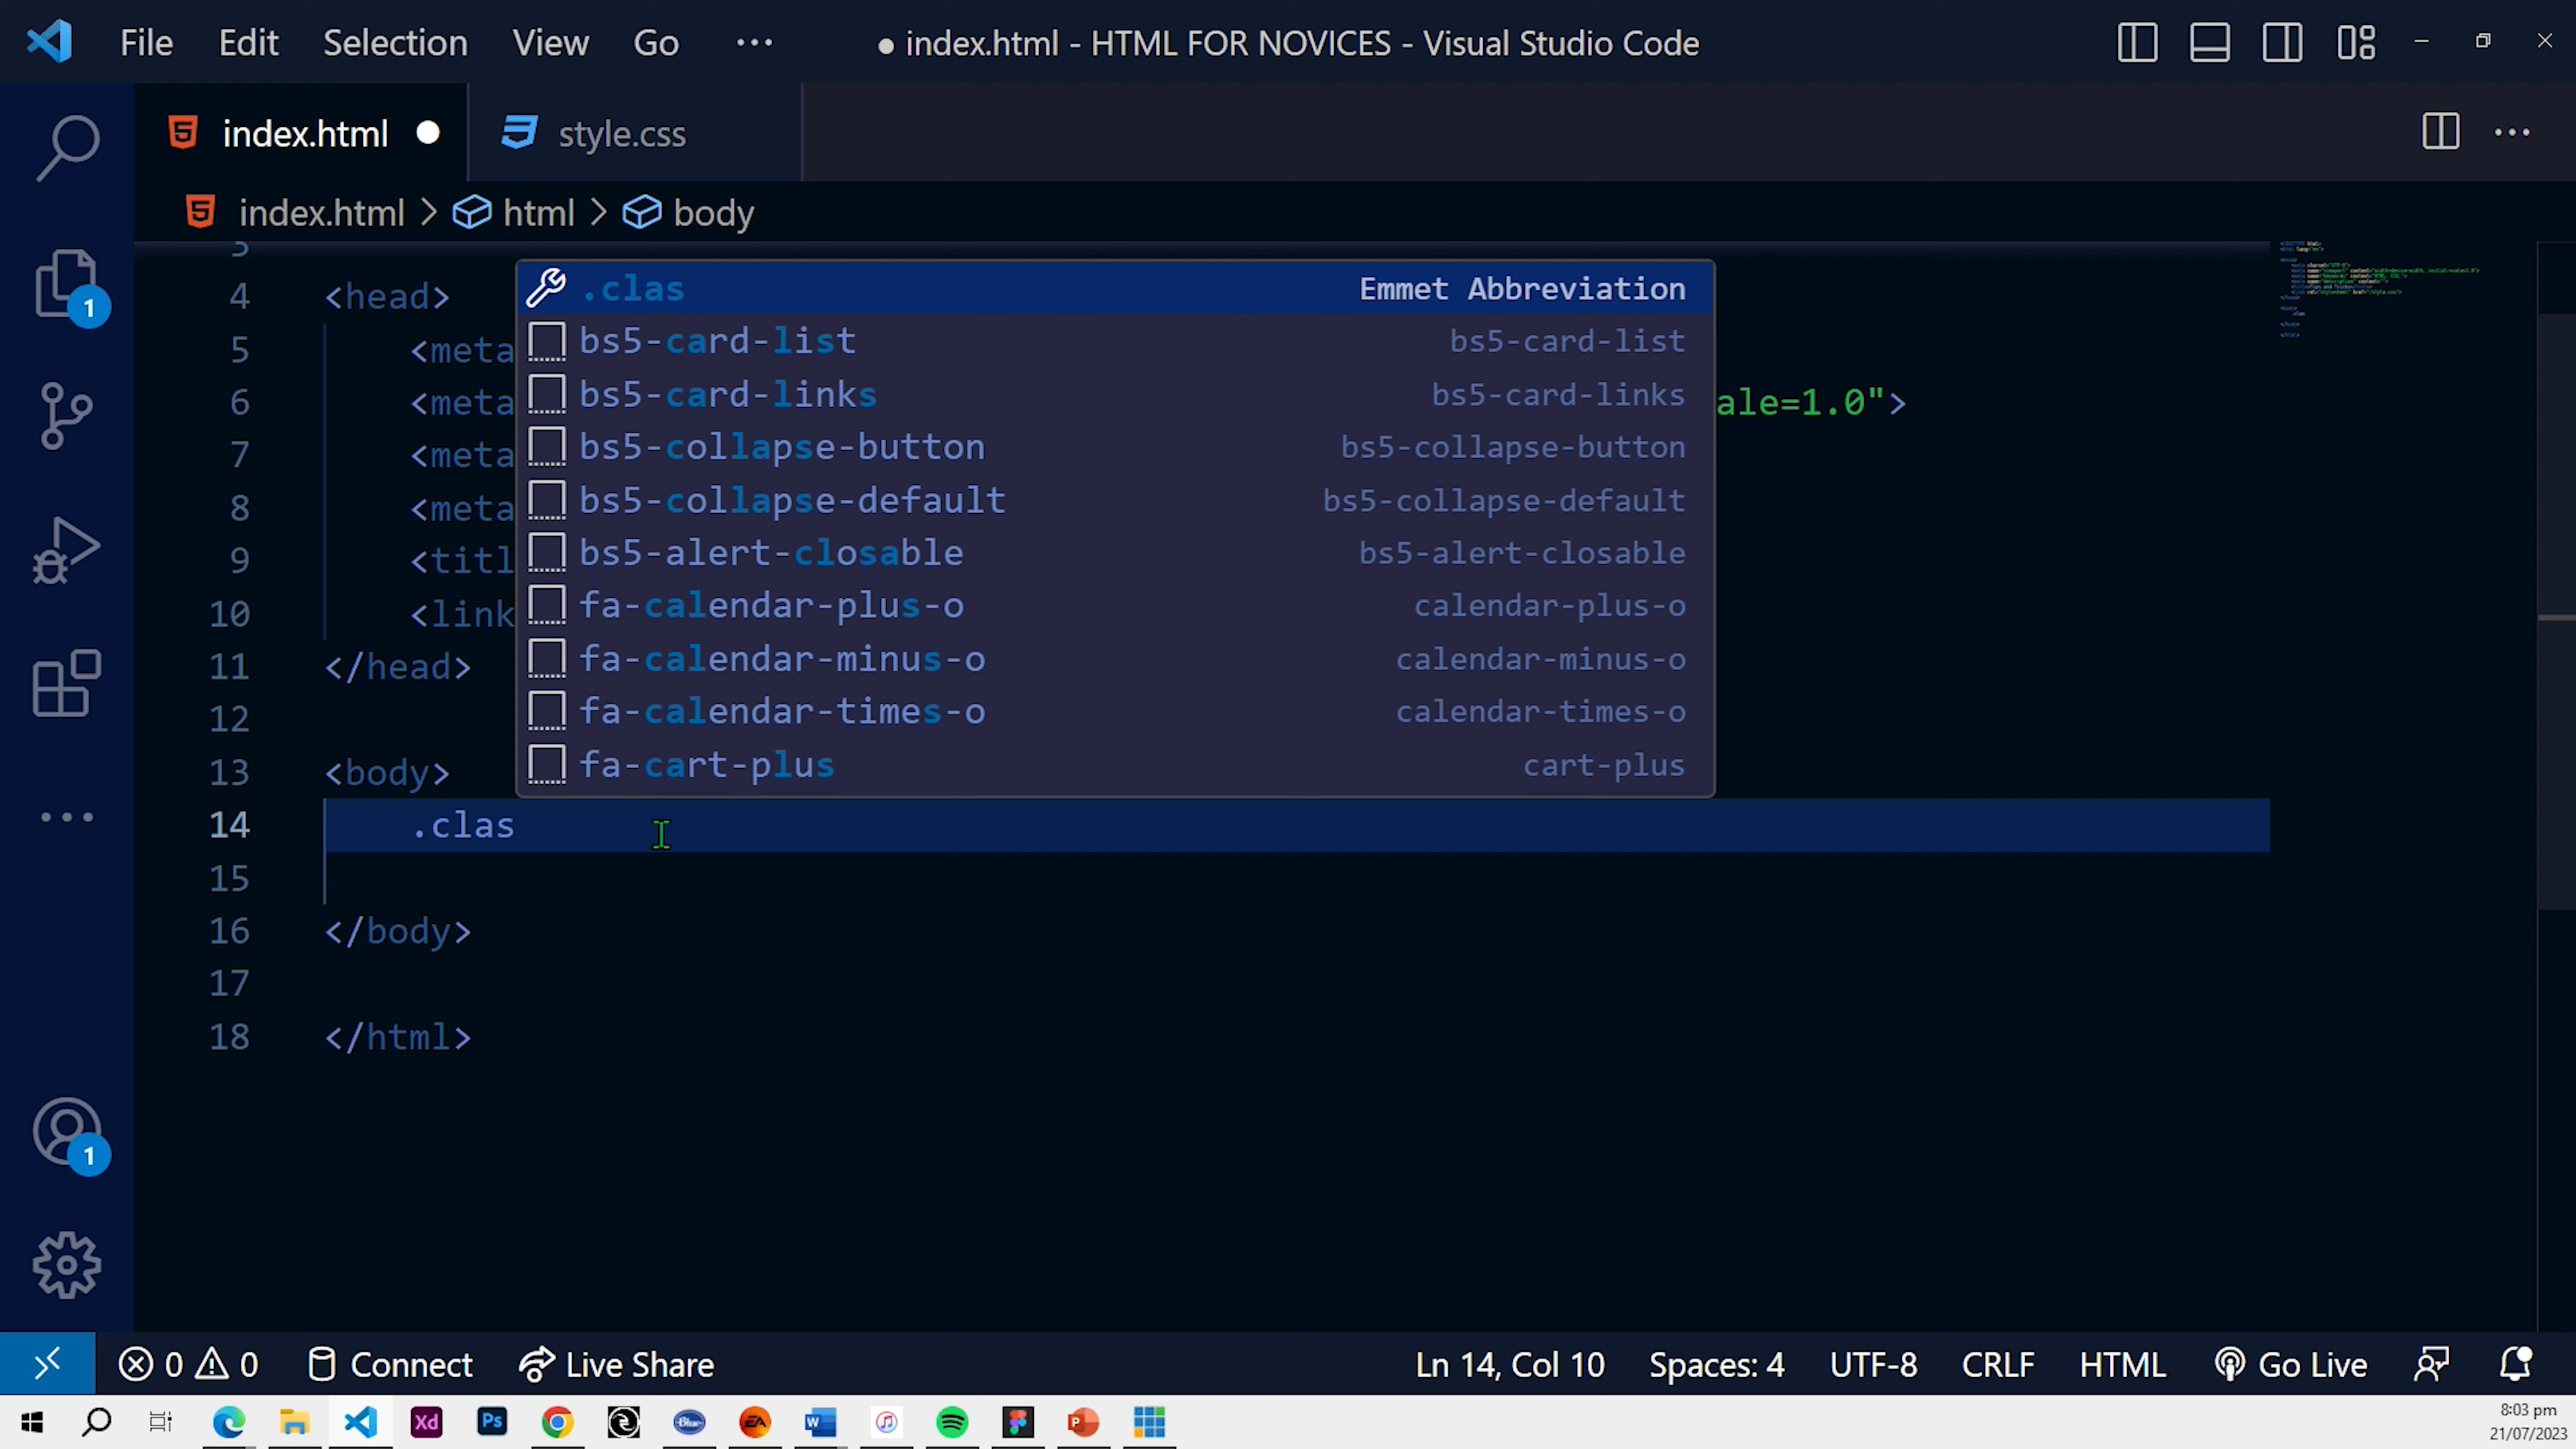 File Edit Selection View Go ··· ● index.html - HTML FOR NOVICES - Visual Studio Code
index.html ● style.css
index.html > html > body
3
4 <head>
5 <meta
6 <meta ale=1.0">
7 <meta
8 <meta
9 <titl
10 <link
11 </head>
12
13 <body>
14 .clas
15
16 </body>
17
18 </html>
.clas Emmet Abbreviation
bs5-card-list bs5-card-list
bs5-card-links bs5-card-links
bs5-collapse-button bs5-collapse-button
bs5-collapse-default bs5-collapse-default
bs5-alert-closable bs5-alert-closable
fa-calendar-plus-o calendar-plus-o
fa-calendar-minus-o calendar-minus-o
fa-calendar-times-o calendar-times-o
fa-cart-plus cart-plus
1
1
0 0 Connect Live Share Ln 14, Col 10 Spaces: 4 UTF-8 CRLF HTML Go Live
Xd Ps Blue EA W P
8:03 pm
21/07/2023